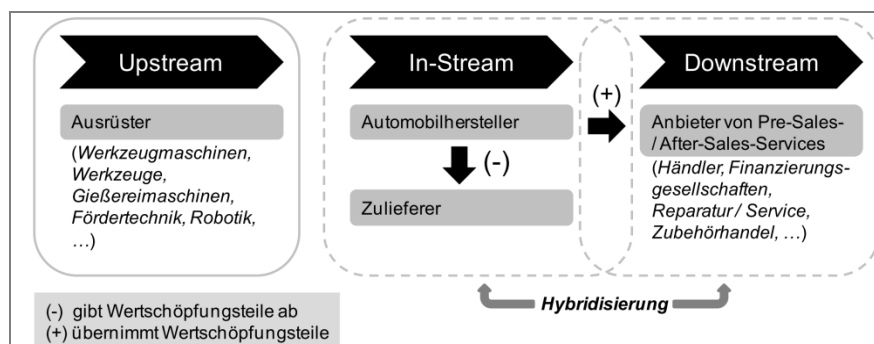 Upstream
In-Stream
Downstream
(+)
Ausrüster
(Werkzeugmaschinen,
Werkzeuge,
Gießereimaschinen,
Fördertechnik, Robotik,
…)
Automobilhersteller
(-)
Zulieferer
Anbieter von Pre-Sales-
/ After-Sales-Services
(Händler, Finanzierungs-
gesellschaften,
Reparatur / Service,
Zubehörhandel, …)
Hybridisierung
(-) gibt Wertschöpfungsteile ab
(+) übernimmt Wertschöpfungsteile